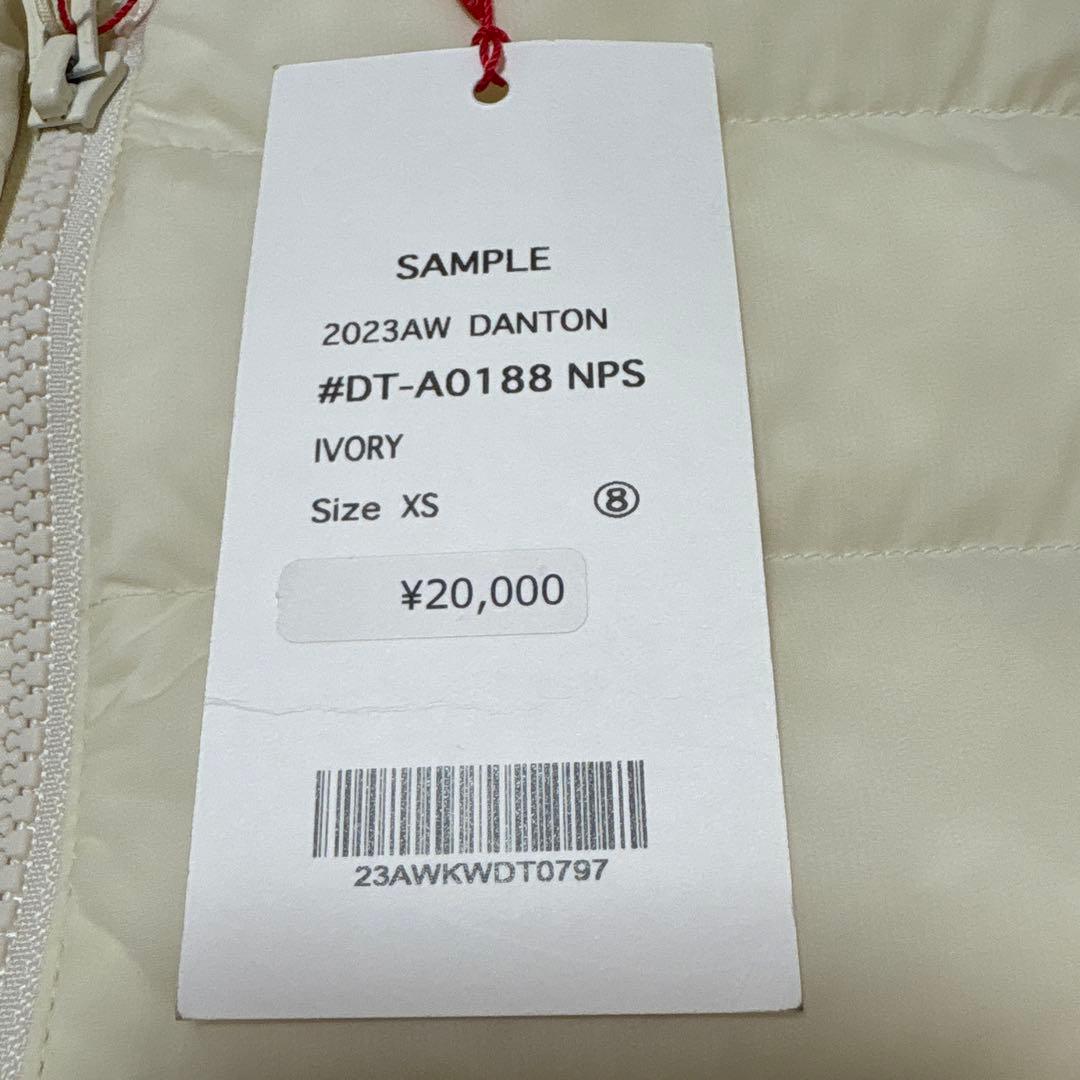 SAMPLE
2023AW DANTON
#DT-A0188 NPS
IVORY
Size XS ⑧
¥20,000
23AWKWDT0797